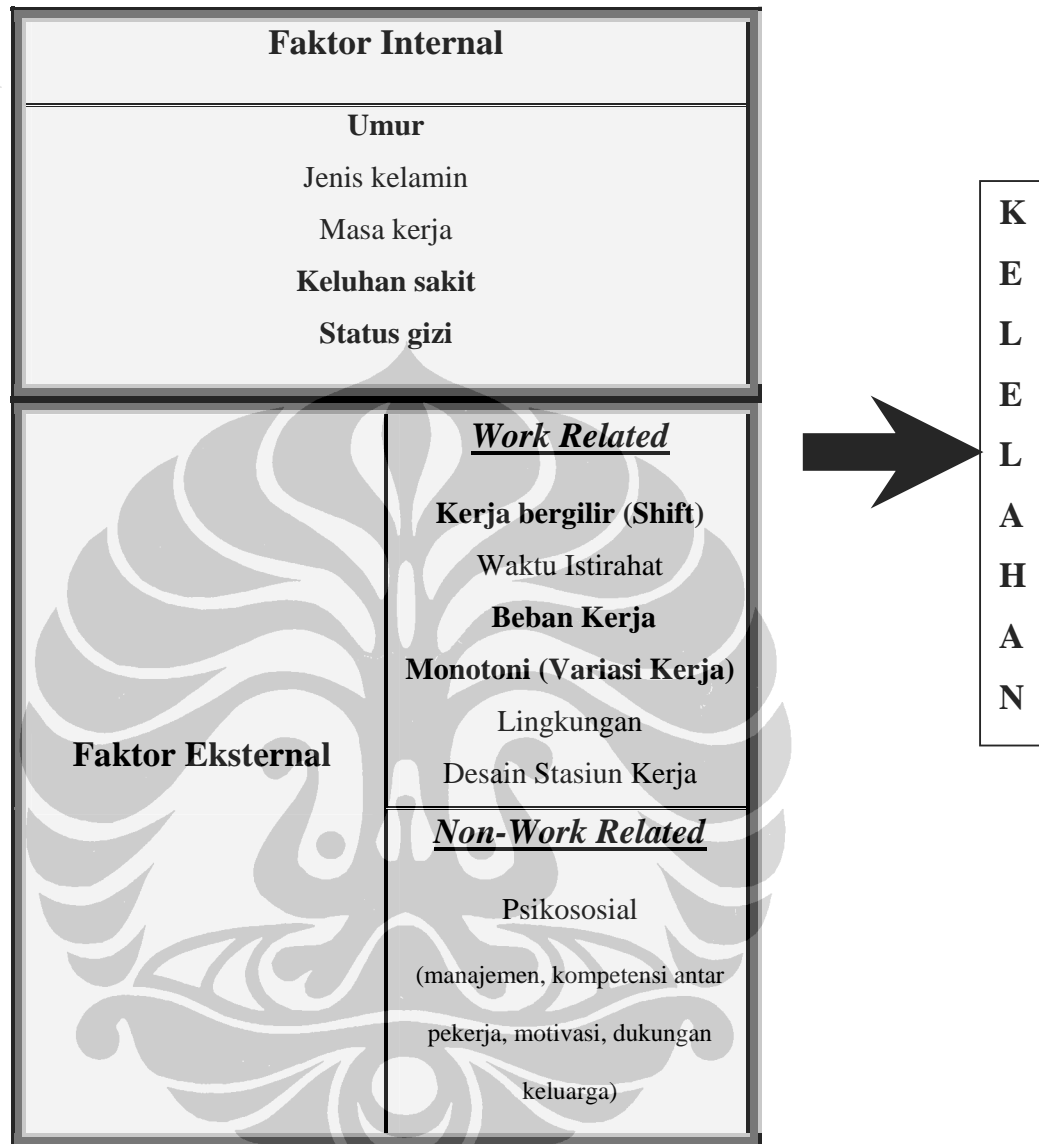 Faktor Internal
Umur
Jenis kelamin
Masa kerja
Keluhan sakit
Status gizi
Faktor Eksternal
Work Related
Kerja bergilir (Shift)
Waktu Istirahat
Beban Kerja
Monotoni (Variasi Kerja)
Lingkungan
Desain Stasiun Kerja
Non-Work Related
Psikososial
(manajemen, kompetensi antar
pekerja, motivasi, dukungan
keluarga)
K
E
L
E
L
A
H
A
N